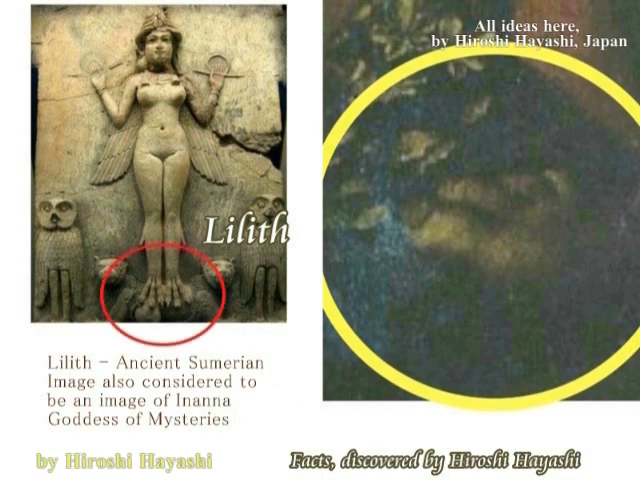 All ideas here,
by Hiroshi Hayashi, Japan
Lilith
Lilith - Ancient Sumerian
Image also considered to
be an image of Inanna
Goddess of Mysteries
by Hiroshi Hayashi
Facts, discovered by Hiroshi Hayashi